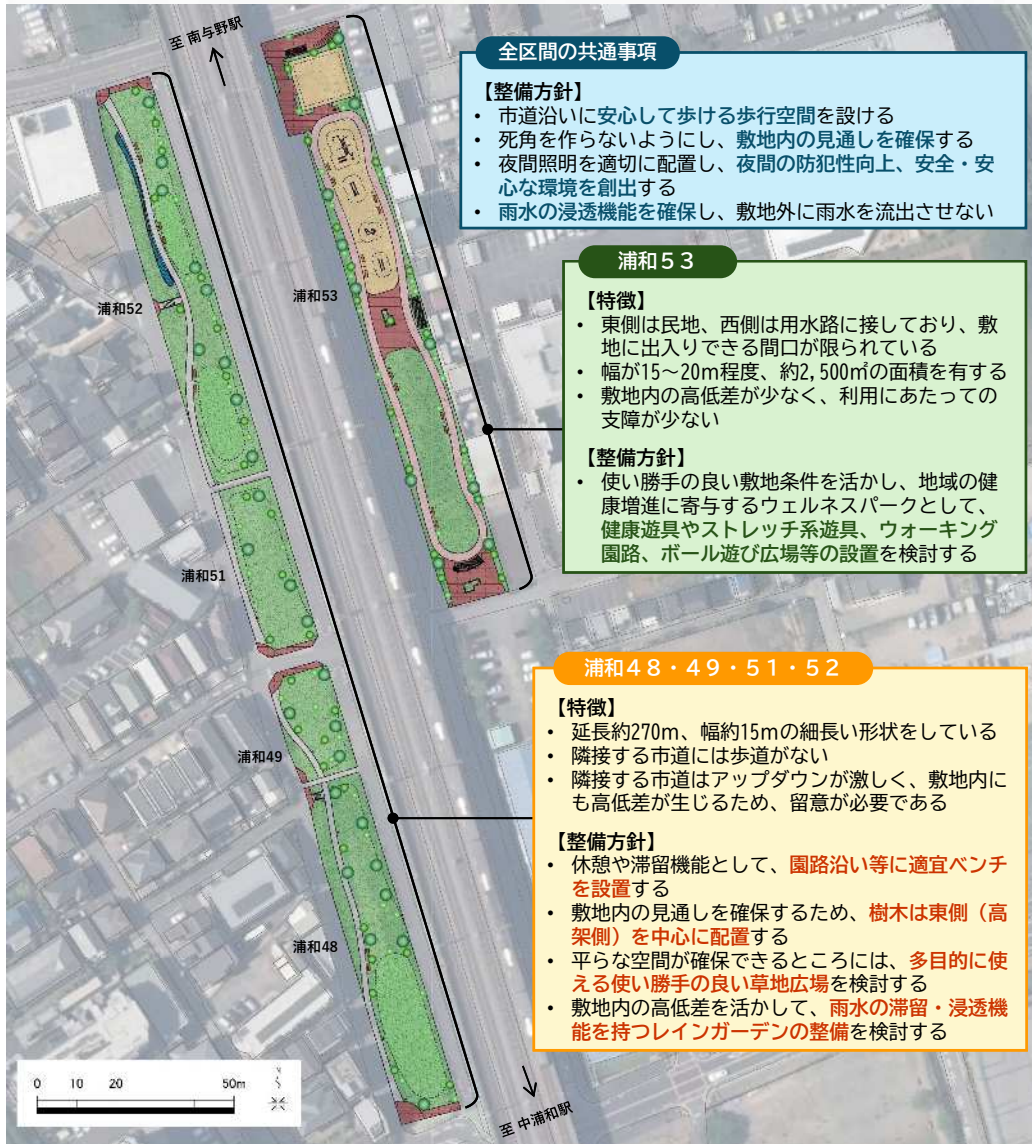 至 南与野駅
全区間の共通事項
【整備方針】
• 市道沿いに安心して歩ける歩行空間を設ける
• 死角を作らないようにし、敷地内の見通しを確保する
• 夜間照明を適切に配置し、夜間の防犯性向上、安全・安
心な環境を創出する
• 雨水の浸透機能を確保し、敷地外に雨水を流出させない
浦和53
【特徴】
• 東側は民地、西側は用水路に接しており、敷
地に出入りできる間口が限られている
• 幅が15～20m程度、約2,500㎡の面積を有する
• 敷地内の高低差が少なく、利用にあたっての
支障が少ない
【整備方針】
• 使い勝手の良い敷地条件を活かし、地域の健
康増進に寄与するウェルネスパークとして、
健康遊具やストレッチ系遊具、ウォーキング
園路、ボール遊び広場等の設置を検討する
浦和52
浦和53
浦和51
浦和49
浦和48
浦和48・49・51・52
【特徴】
• 延長約270m、幅約15mの細長い形状をしている
• 隣接する市道には歩道がない
• 隣接する市道はアップダウンが激しく、敷地内に
も高低差が生じるため、留意が必要である
【整備方針】
• 休憩や滞留機能として、園路沿い等に適宜ベンチ
を設置する
• 敷地内の見通しを確保するため、樹木は東側（高
架側）を中心に配置する
• 平らな空間が確保できるところには、多目的に使
える使い勝手の良い草地広場を検討する
• 敷地内の高低差を活かして、雨水の滞留・浸透機
能を持つレインガーデンの整備を検討する
0 10 20 50m
至 中浦和駅